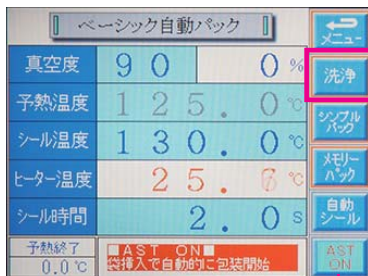 ベーシック自動パック
メニュー
真空度 90 0 %
洗浄
予熱温度 125.0 ℃
シンプル
パック
シール温度 130.0 ℃
メモリー
パック
ヒーター温度 25.6 ℃
シール時間 2.0 S
自動
シール
予熱終了
0.0 ℃
■AST ON■
袋挿入で自動的に包装開始
AST
ON